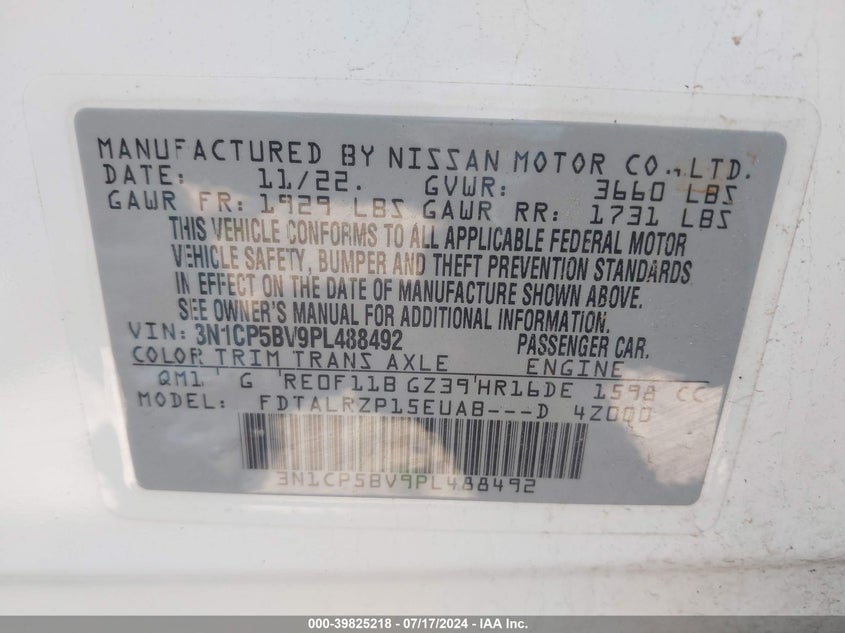 MANUFACTURED BY NISSAN MOTOR CO.,LTD.
DATE: 11/22. GVWR: 3660 LBS
GAWR FR: 1929 LBS GAWR RR: 1731 LBS
THIS VEHICLE CONFORMS TO ALL APPLICABLE FEDERAL MOTOR
VEHICLE SAFETY, BUMPER AND THEFT PREVENTION STANDARDS
IN EFFECT ON THE DATE OF MANUFACTURE SHOWN ABOVE.
SEE OWNER'S MANUAL FOR ADDITIONAL INFORMATION.
VIN: 3N1CP5BV9PL488492 PASSENGER CAR.
COLOR TRIM TRANS AXLE ENGINE
QM1 G RE0F11B GZ39 HR16DE 1598 CC
MODEL: FDTALRZP15EUAB---D 4Z000
3N1CP5BV9PL488492
000-39825218 - 07/17/2024 - IAA Inc.